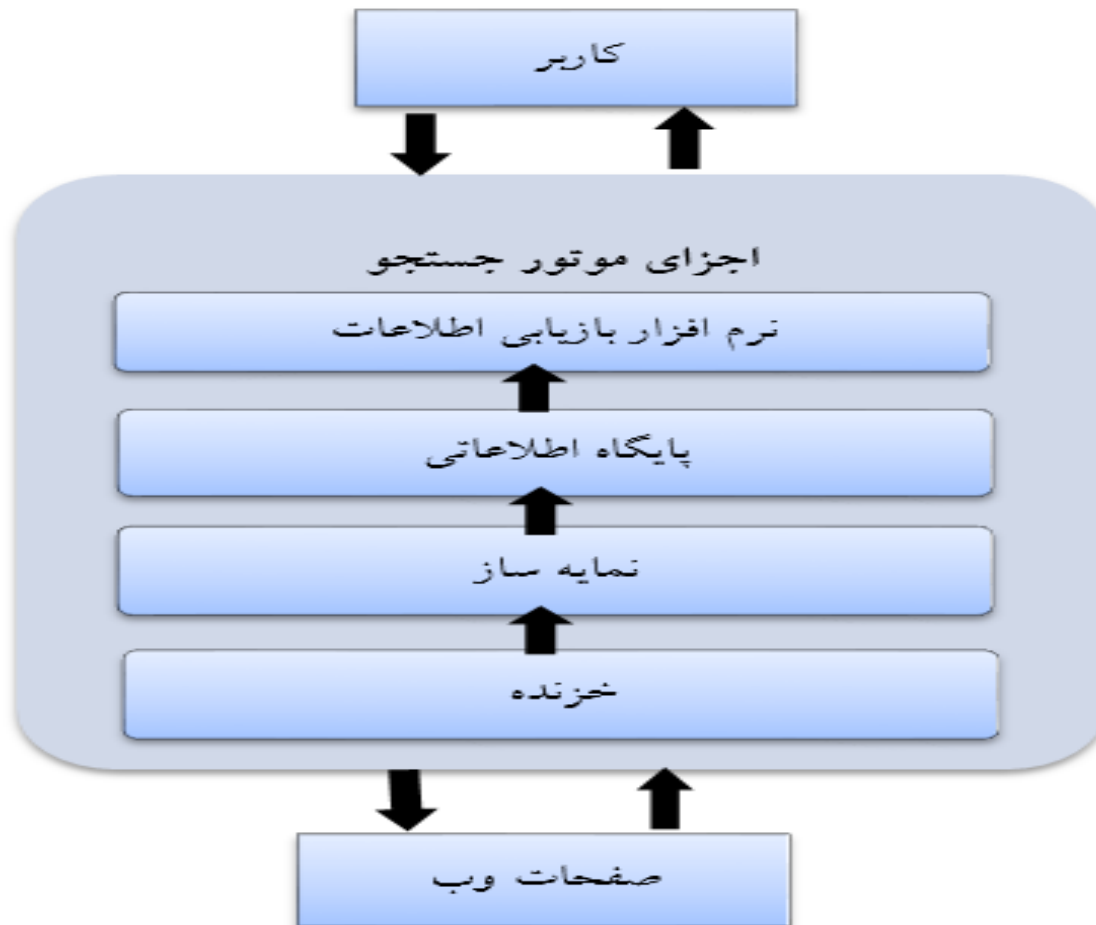 کاربر
اجزای موتور جستجو
نرم افزار بازیابی اطلاعات
پایگاه اطلاعاتی
نمایه ساز
خزنده
صفحات وب